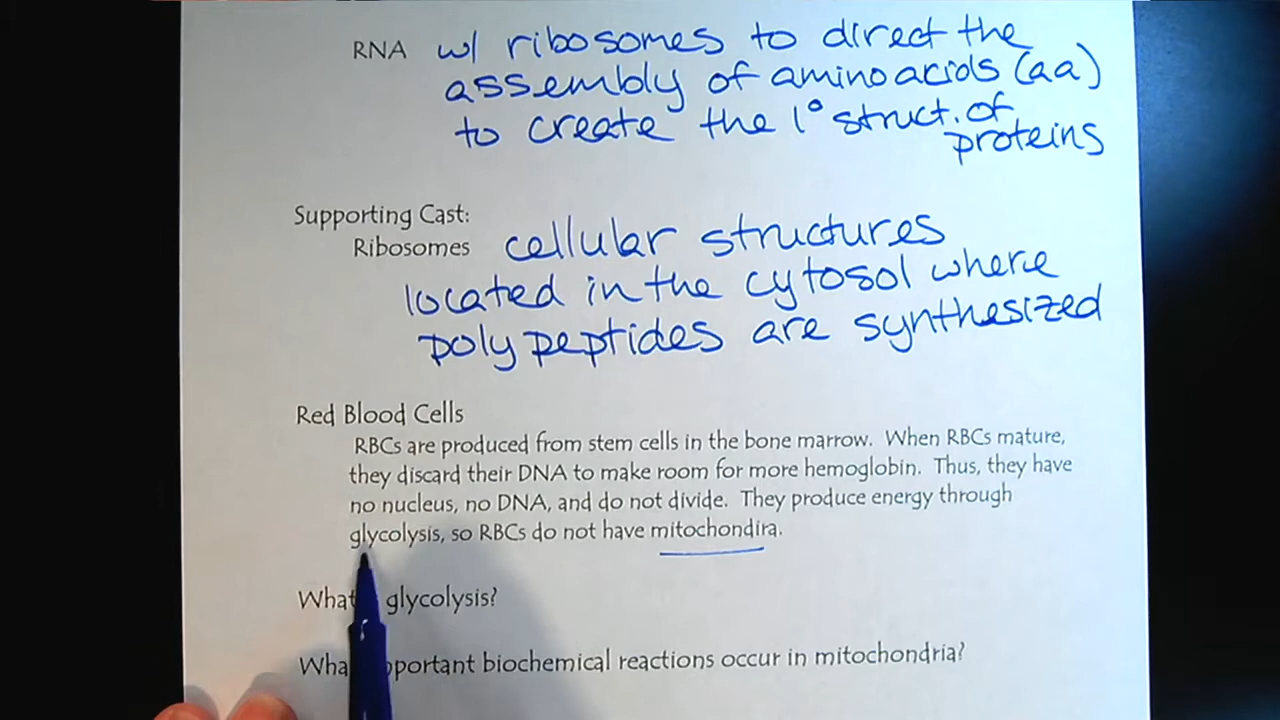 RNA w/ ribosomes to direct the
assembly of amino acids (aa)
to create the 1° struct. of
proteins
Supporting Cast:
Ribosomes cellular structures
located in the cytosol where
polypeptides are synthesized
Red Blood Cells
RBCs are produced from stem cells in the bone marrow. When RBCs mature,
they discard their DNA to make room for more hemoglobin. Thus, they have
no nucleus, no DNA, and do not divide. They produce energy through
glycolysis, so RBCs do not have mitochondira.
What glycolysis?
biochemical reactions occur in mitochondria?